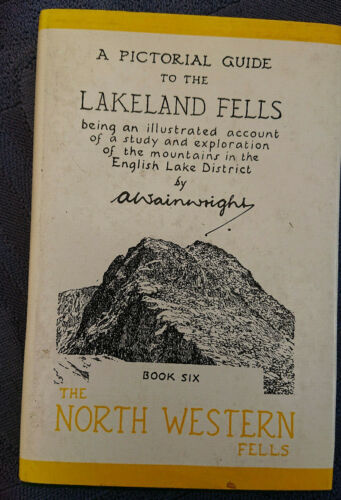 A PICTORIAL GUIDE
TO THE
LAKELAND FELLS
being an illustrated account
of a study and exploration
of the mountains in the
English Lake District
by
AWainwright
BOOK SIX
THE
NORTH WESTERN
FELLS